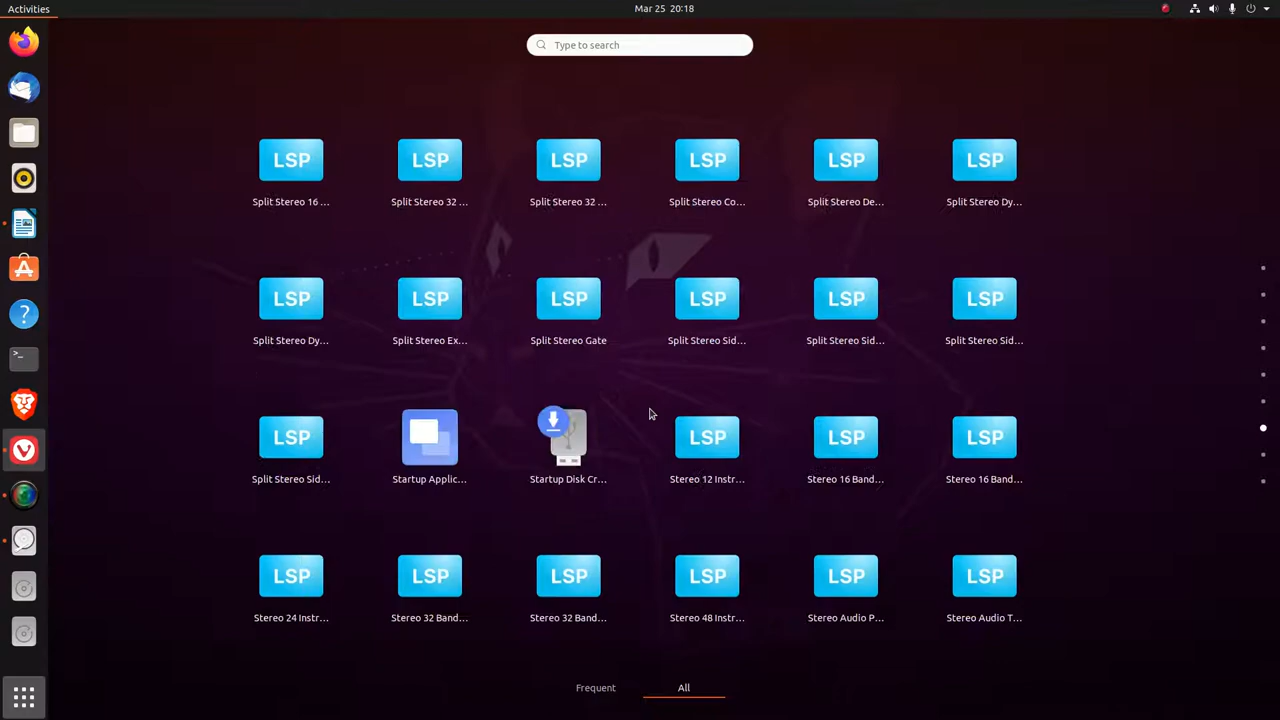 Activities
Mar 25 20:18
Type to search
LSP LSP LSP LSP LSP LSP
Split Stereo 16 ... Split Stereo 32 ... Split Stereo 32 ... Split Stereo Co... Split Stereo De... Split Stereo Dy...
LSP LSP LSP LSP LSP LSP
Split Stereo Dy... Split Stereo Ex... Split Stereo Gate Split Stereo Sid... Split Stereo Sid... Split Stereo Sid...
LSP LSP LSP LSP
Split Stereo Sid... Startup Applic... Startup Disk Cr... Stereo 12 Instr... Stereo 16 Band... Stereo 16 Band...
LSP LSP LSP LSP LSP LSP
Stereo 24 Instr... Stereo 32 Band... Stereo 32 Band... Stereo 48 Instr... Stereo Audio P... Stereo Audio T...
Frequent All